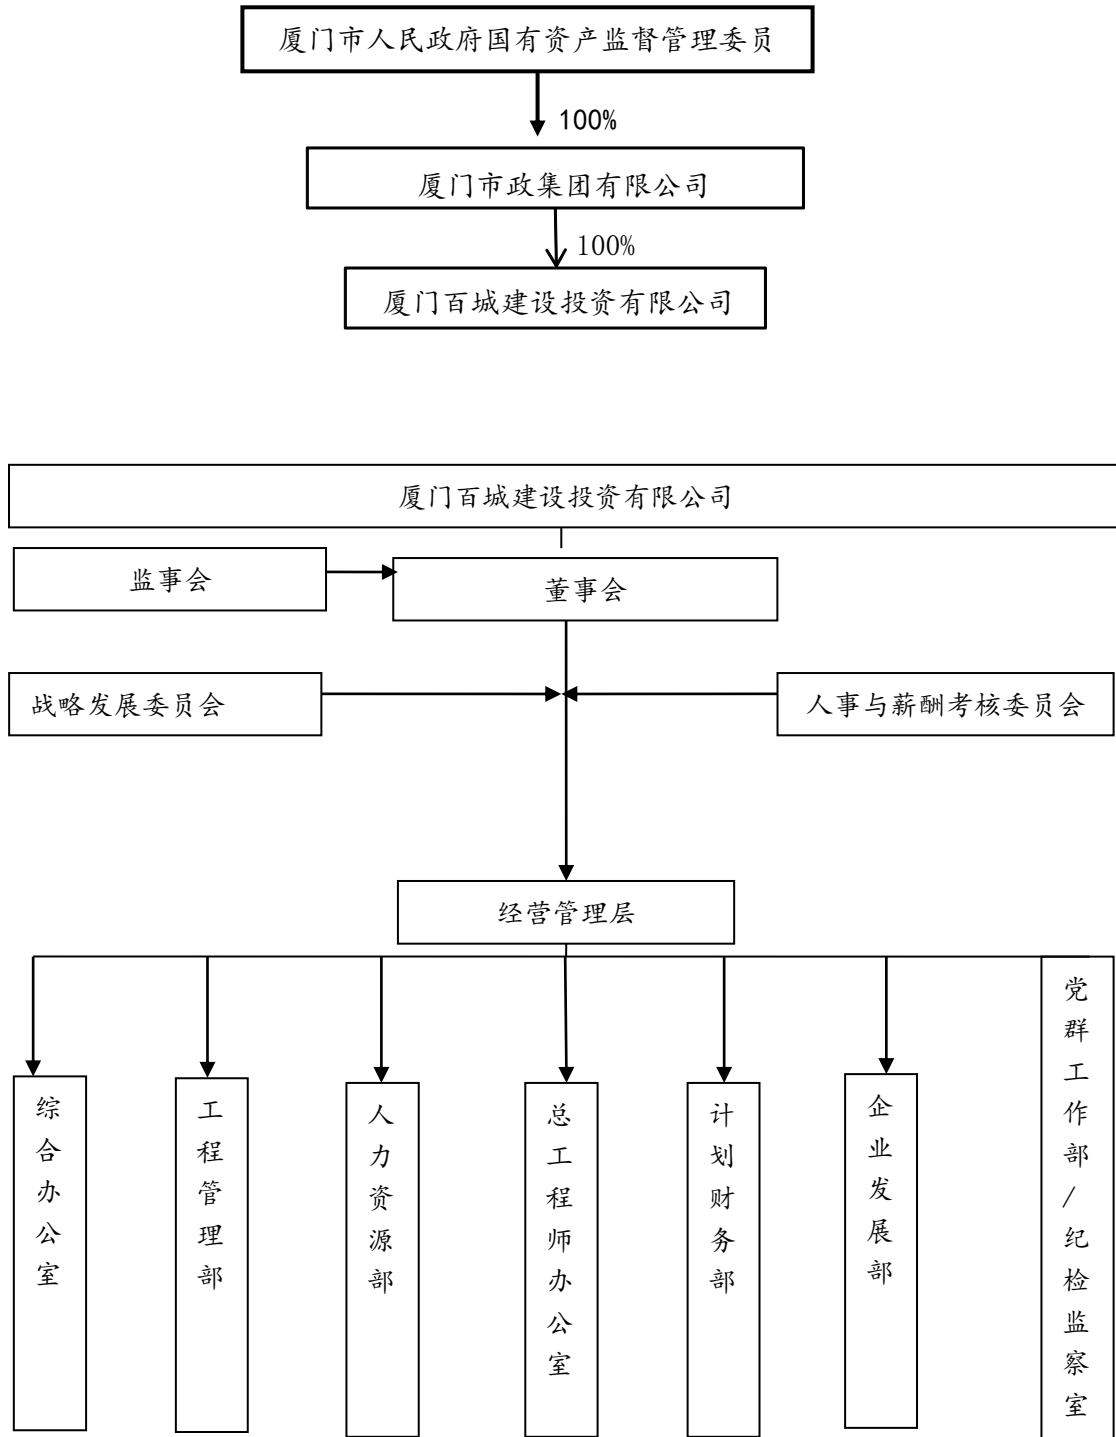 厦门市人民政府国有资产监督管理委员
100%
厦门市政集团有限公司
100%
厦门百城建设投资有限公司
厦门百城建设投资有限公司
监事会
董事会
战略发展委员会
人事与薪酬考核委员会
经营管理层
综合办公室
工程管理部
人力资源部
总工程师办公室
计划财务部
企业发展部
党群工作部/纪检监察室